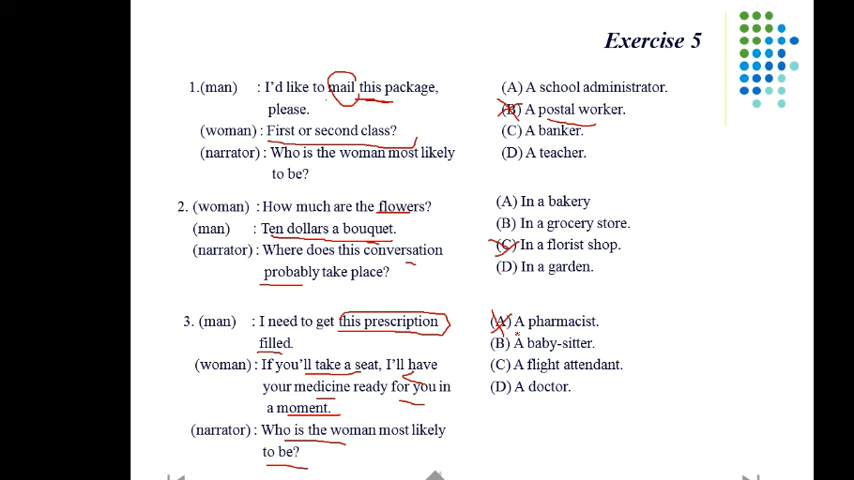 Exercise 5
1.(man) : I'd like to mail this package,
please.
(woman) : First or second class?
(narrator) : Who is the woman most likely
to be?
(A) A school administrator.
(B) A postal worker.
(C) A banker.
(D) A teacher.
2. (woman) : How much are the flowers?
(man) : Ten dollars a bouquet.
(narrator) : Where does this conversation
probably take place?
(A) In a bakery
(B) In a grocery store.
(C) In a florist shop.
(D) In a garden.
3. (man) : I need to get this prescription
filled.
(woman) : If you'll take a seat, I'll have
your medicine ready for you in
a moment.
(narrator) : Who is the woman most likely
to be?
(A) A pharmacist.
(B) A baby-sitter.
(C) A flight attendant.
(D) A doctor.